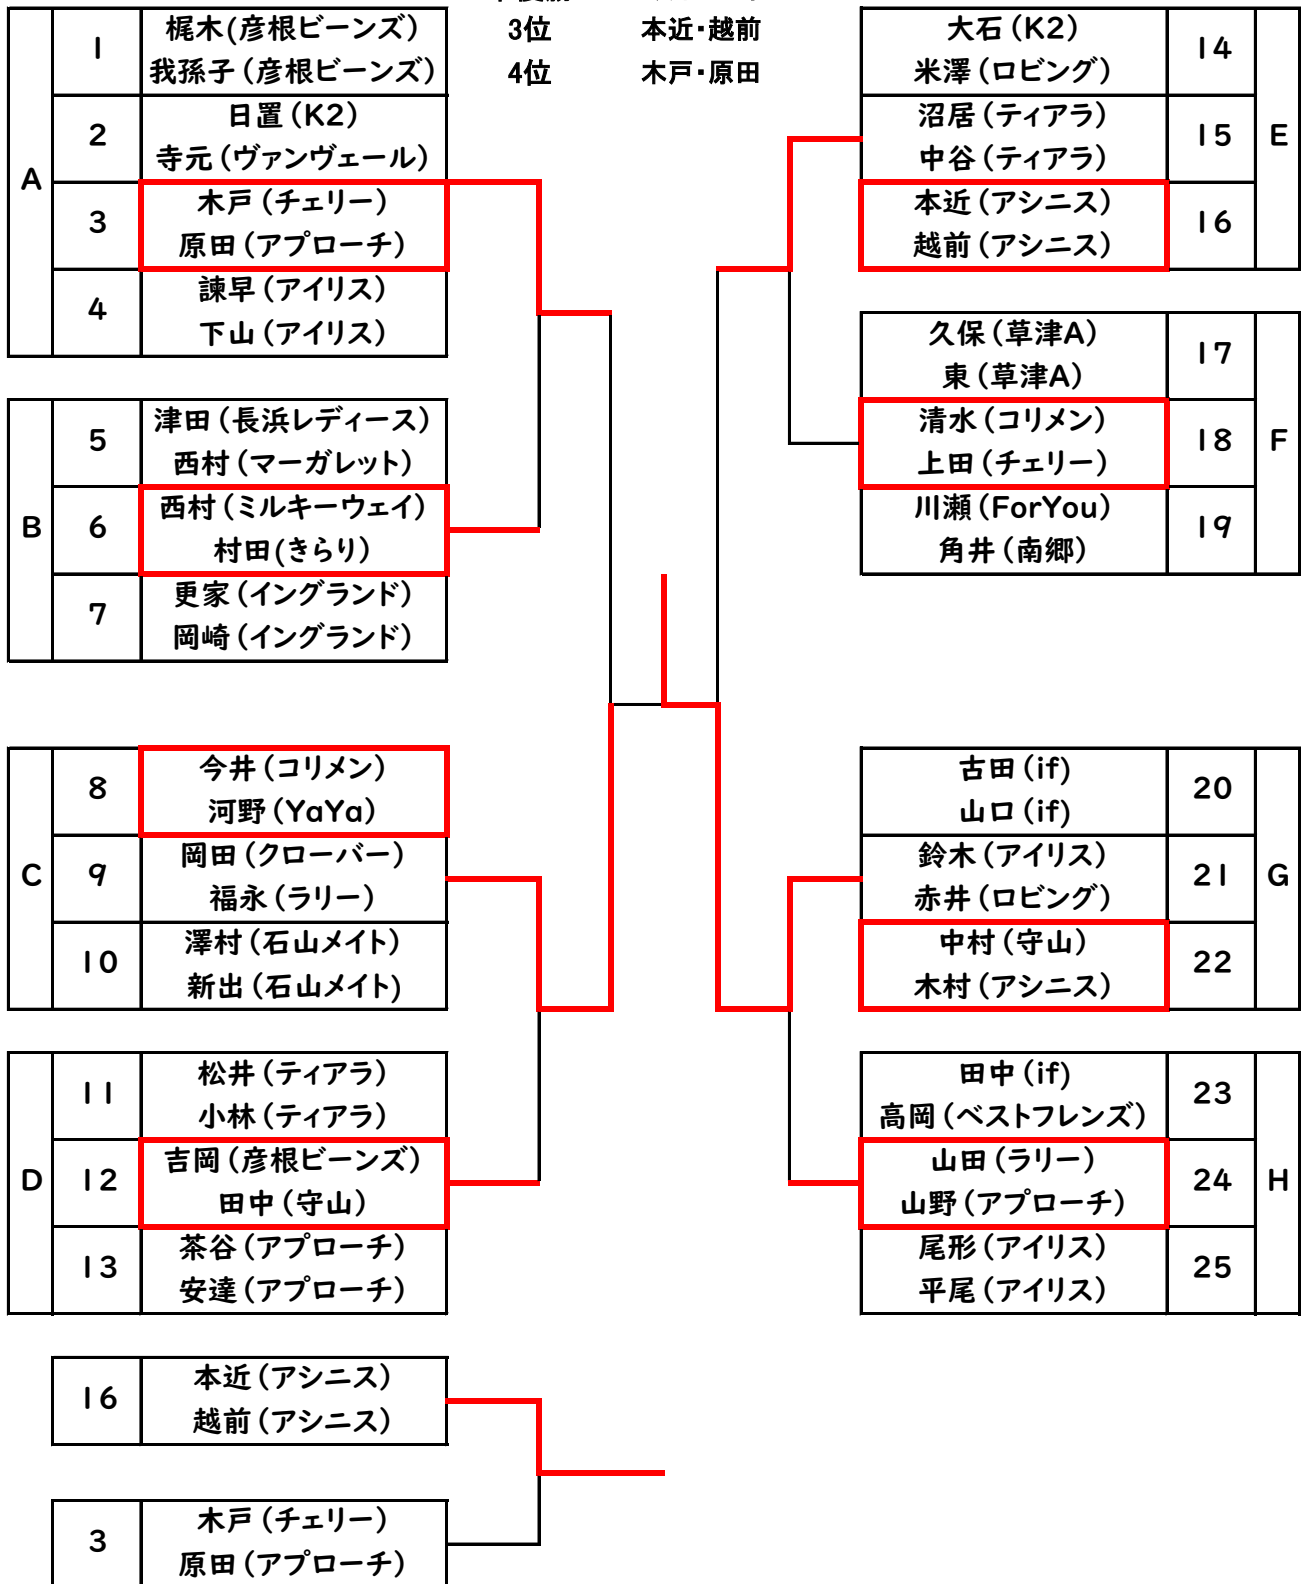 3位 本近・越前
4位 木戸・原田
A
1
梶木(彦根ビーンズ)
我孫子(彦根ビーンズ)
2
日置(K2)
寺元(ヴァンヴェール)
3
木戸(チェリー)
原田(アプローチ)
4
諫早(アイリス)
下山(アイリス)
B
5
津田(長浜レディース)
西村(マーガレット)
6
西村(ミルキーウェイ)
村田(きらり)
7
更家(イングランド)
岡崎(イングランド)
C
8
今井(コリメン)
河野(YaYa)
9
岡田(クローバー)
福永(ラリー)
10
澤村(石山メイト)
新出(石山メイト)
D
11
松井(ティアラ)
小林(ティアラ)
12
吉岡(彦根ビーンズ)
田中(守山)
13
茶谷(アプローチ)
安達(アプローチ)
大石(K2)
米澤(ロビング)
14
沼居(ティアラ)
中谷(ティアラ)
15
本近(アシニス)
越前(アシニス)
16
E
久保(草津A)
東(草津A)
17
清水(コリメン)
上田(チェリー)
18
川瀬(ForYou)
角井(南郷)
19
F
古田(if)
山口(if)
20
鈴木(アイリス)
赤井(ロビング)
21
中村(守山)
木村(アシニス)
22
G
田中(if)
高岡(ベストフレンズ)
23
山田(ラリー)
山野(アプローチ)
24
尾形(アイリス)
平尾(アイリス)
25
H
16
本近(アシニス)
越前(アシニス)
3
木戸(チェリー)
原田(アプローチ)